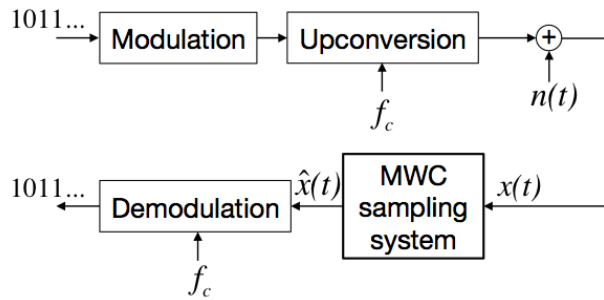 1011...
Modulation
Upconversion
+
n(t)
f_c
1011...
Demodulation
x̂(t)
MWC
sampling
system
x(t)
f_c